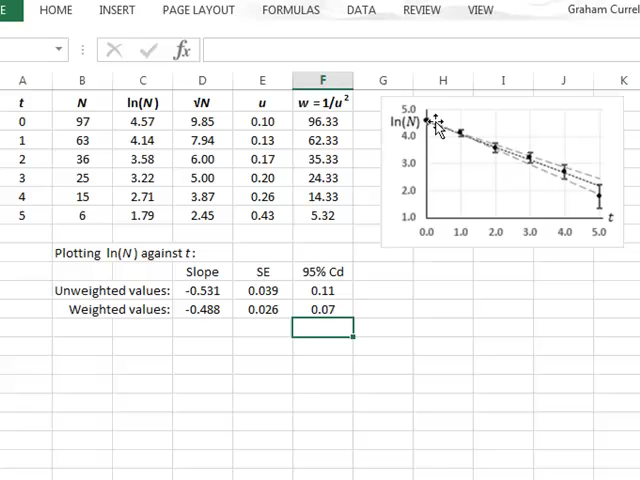 E HOME INSERT PAGE LAYOUT FORMULAS DATA REVIEW VIEW Graham Currel
fx
A B C D E F G H I J K
t N ln(N) √N u w = 1/u²
0 97 4.57 9.85 0.10 96.33
1 63 4.14 7.94 0.13 62.33
2 36 3.58 6.00 0.17 35.33
3 25 3.22 5.00 0.20 24.33
4 15 2.71 3.87 0.26 14.33
5 6 1.79 2.45 0.43 5.32
Plotting ln(N) against t:
Slope SE 95% Cd
Unweighted values: -0.531 0.039 0.11
Weighted values: -0.488 0.026 0.07
5.0
ln(N)
4.0
3.0
2.0
1.0
t
0.0 1.0 2.0 3.0 4.0 5.0